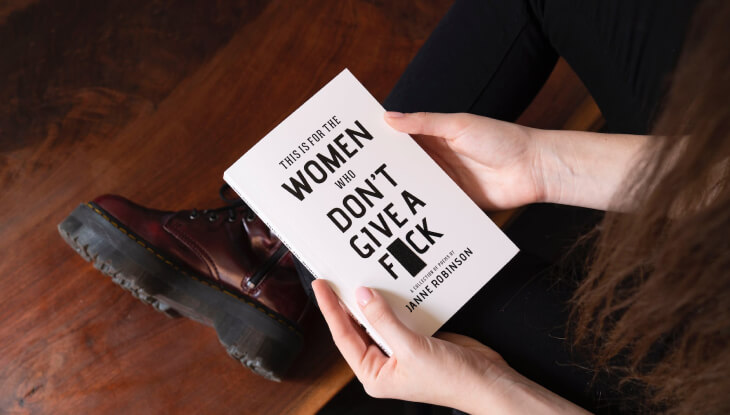 THIS IS FOR THE
WOMEN
WHO
DON'T
GIVE A
F█CK
A COLLECTION OF POEMS BY
JANNE ROBINSON